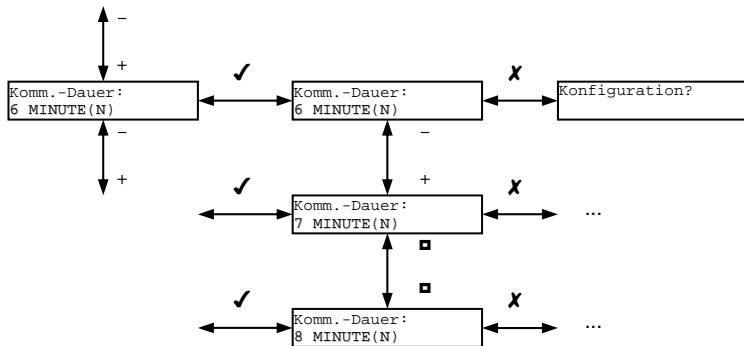 −
+
Komm.-Dauer:
6 MINUTE(N)
✓
Komm.-Dauer:
6 MINUTE(N)
✗
Konfiguration?
−
+
−
+
✓
Komm.-Dauer:
7 MINUTE(N)
✗
...
✓
Komm.-Dauer:
8 MINUTE(N)
✗
...